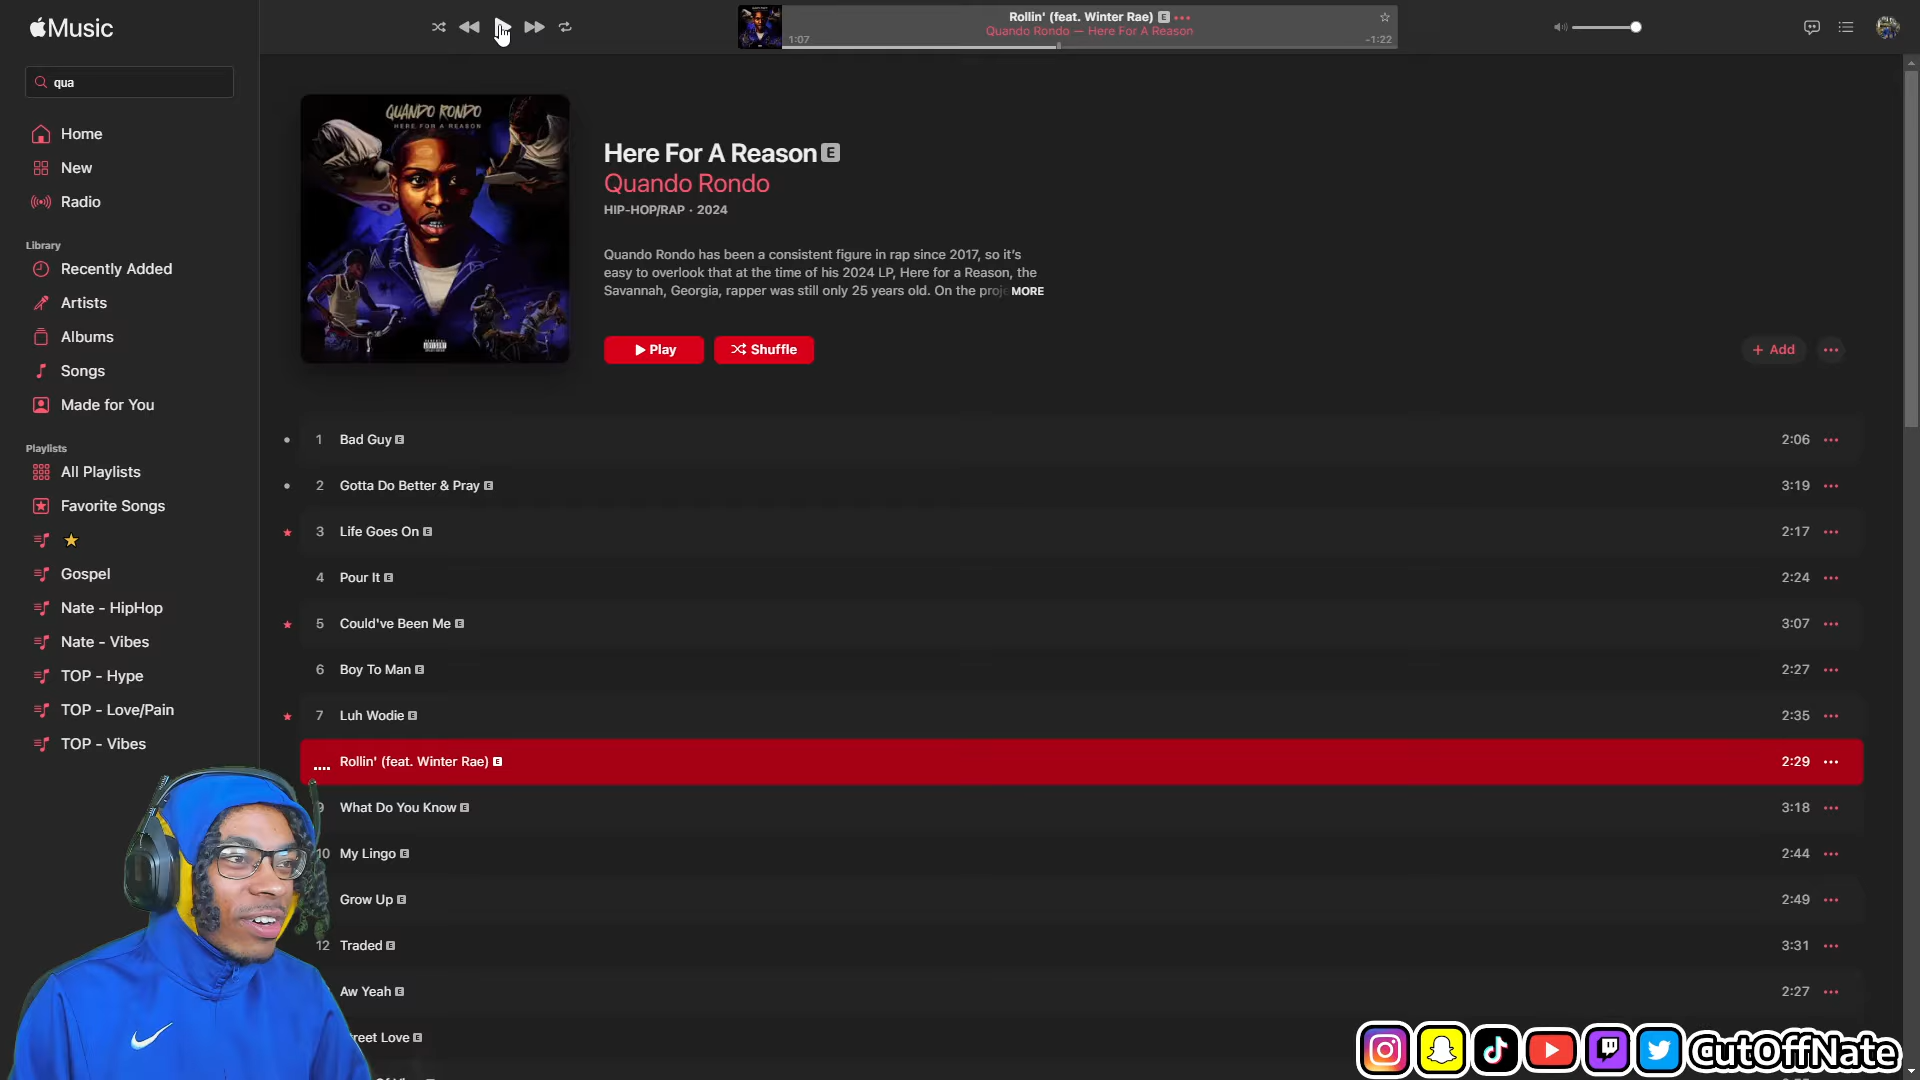 Music
qua
Home
New
Radio
Library
Recently Added
Artists
Albums
Songs
Made for You
Playlists
All Playlists
Favorite Songs
Gospel
Nate - HipHop
Nate - Vibes
TOP - Hype
TOP - Love/Pain
TOP - Vibes
Rollin' (feat. Winter Rae) E
Quando Rondo — Here For A Reason
1:07
-1:22
QUANDO RONDO
HERE FOR A REASON
Here For A Reason E
Quando Rondo
HIP-HOP/RAP · 2024
Quando Rondo has been a consistent figure in rap since 2017, so it's
easy to overlook that at the time of his 2024 LP, Here for a Reason, the
Savannah, Georgia, rapper was still only 25 years old. On the proj MORE
Play
Shuffle
+ Add
1 Bad Guy E 2:06
2 Gotta Do Better & Pray E 3:19
3 Life Goes On E 2:17
4 Pour It E 2:24
5 Could've Been Me E 3:07
6 Boy To Man E 2:27
7 Luh Wodie E 2:35
Rollin' (feat. Winter Rae) E 2:29
9 What Do You Know E 3:18
10 My Lingo E 2:44
Grow Up E 2:49
12 Traded E 3:31
Aw Yeah E 2:27
reet Love E
CutOffNate